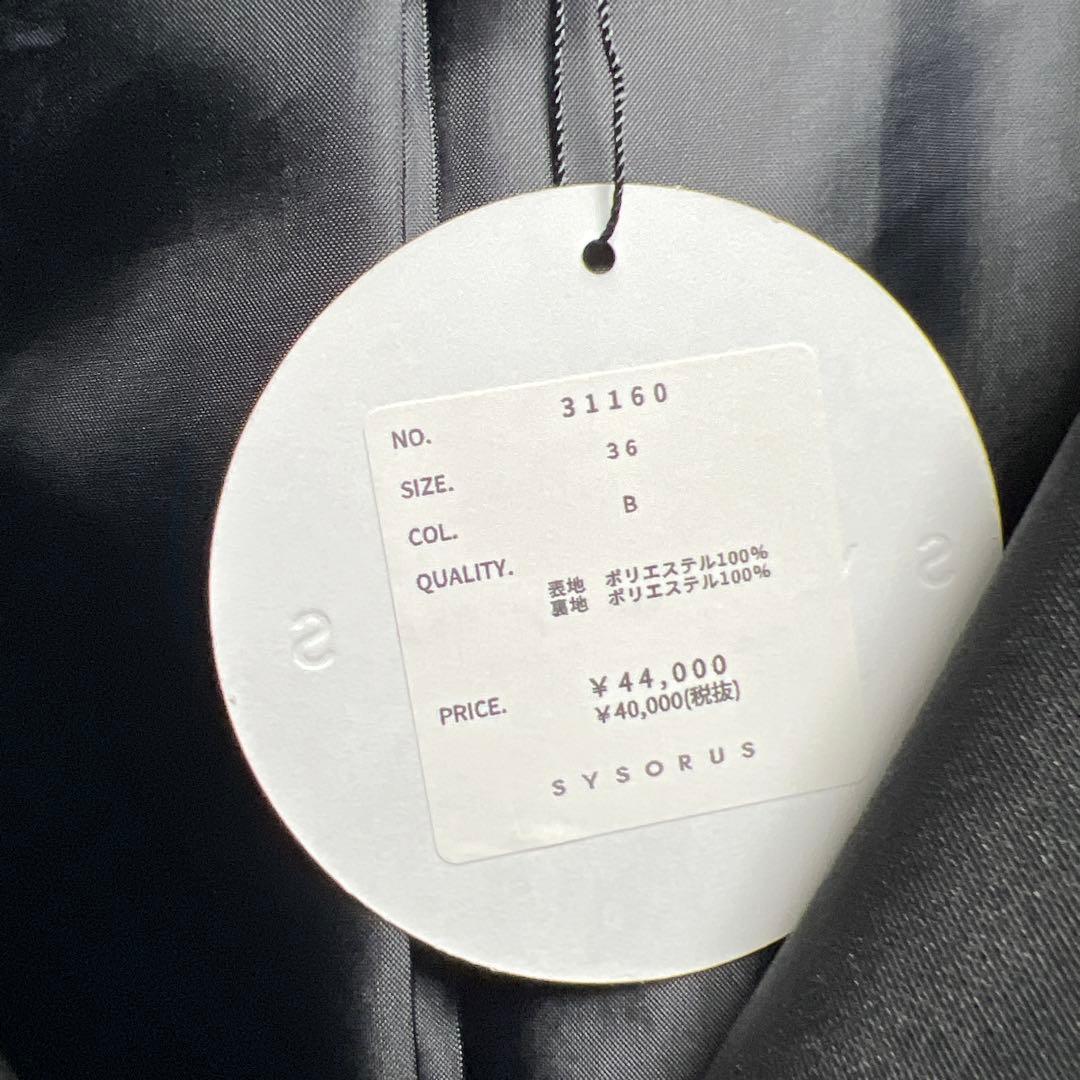 NO. 31160
SIZE. 36
COL. B
QUALITY.
表地 ポリエステル100%
裏地 ポリエステル100%
PRICE. ¥44,000
¥40,000(税抜)
SYSORUS
S
S